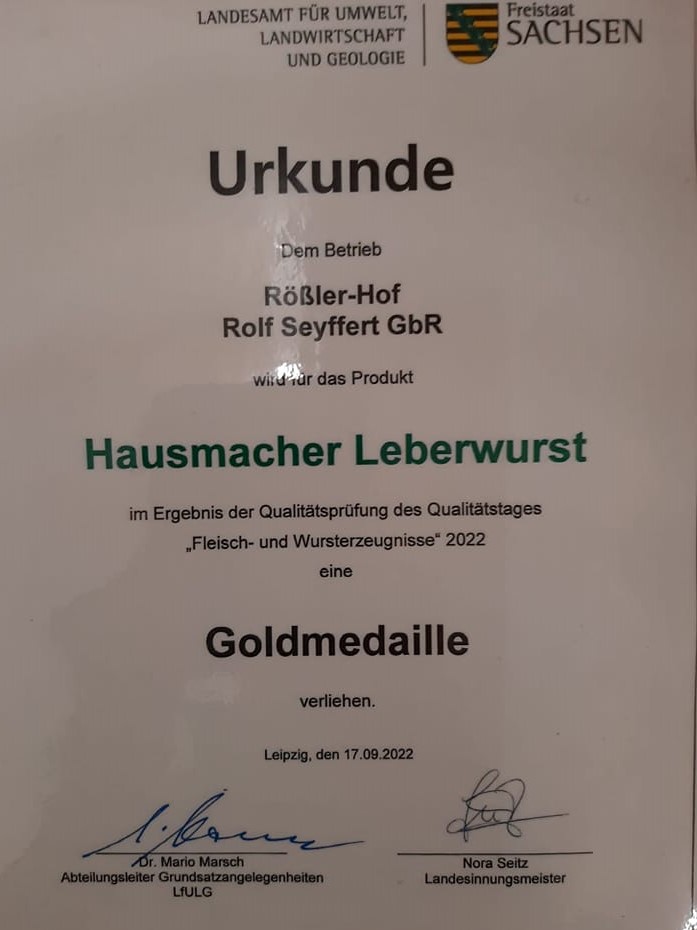 LANDESAMT FÜR UMWELT,
LANDWIRTSCHAFT
UND GEOLOGIE
Freistaat
SACHSEN
Urkunde
Dem Betrieb
Rößler-Hof
Rolf Seyffert GbR
wird für das Produkt
Hausmacher Leberwurst
im Ergebnis der Qualitätsprüfung des Qualitätstages
„Fleisch- und Wursterzeugnisse“ 2022
eine
Goldmedaille
verliehen.
Leipzig, den 17.09.2022
Dr. Mario Marsch
Abteilungsleiter Grundsatzangelegenheiten
LfULG
Nora Seitz
Landesinnungsmeister